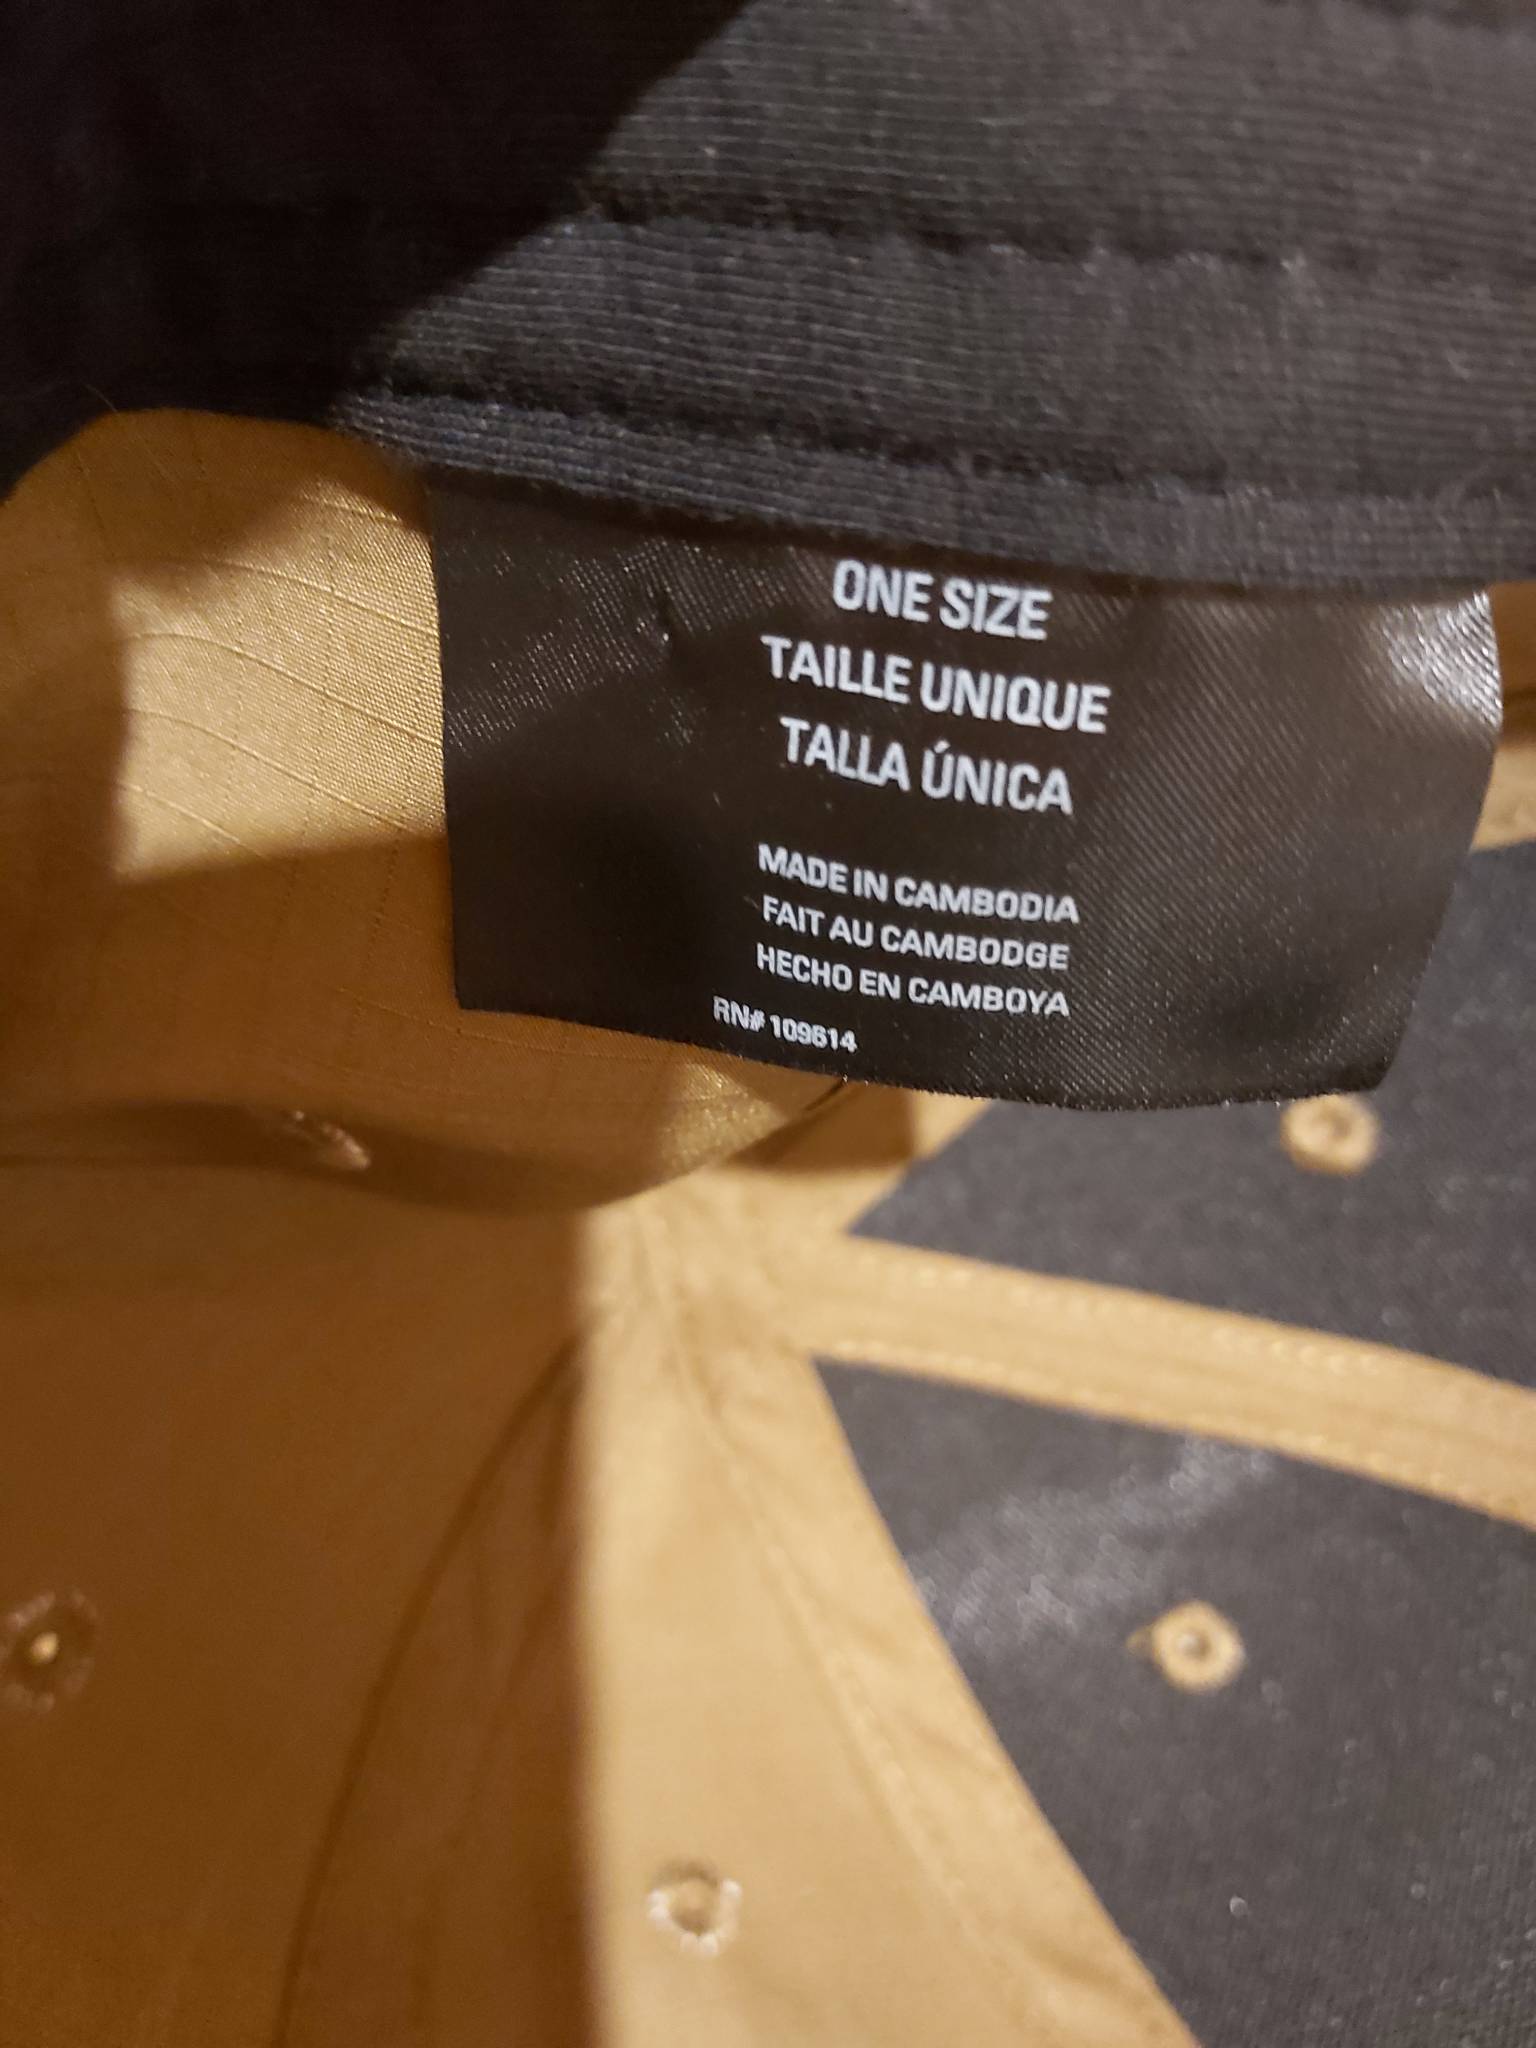 ONE SIZE
TAILLE UNIQUE
TALLA ÚNICA
MADE IN CAMBODIA
FAIT AU CAMBODGE
HECHO EN CAMBOYA
RN# 109614